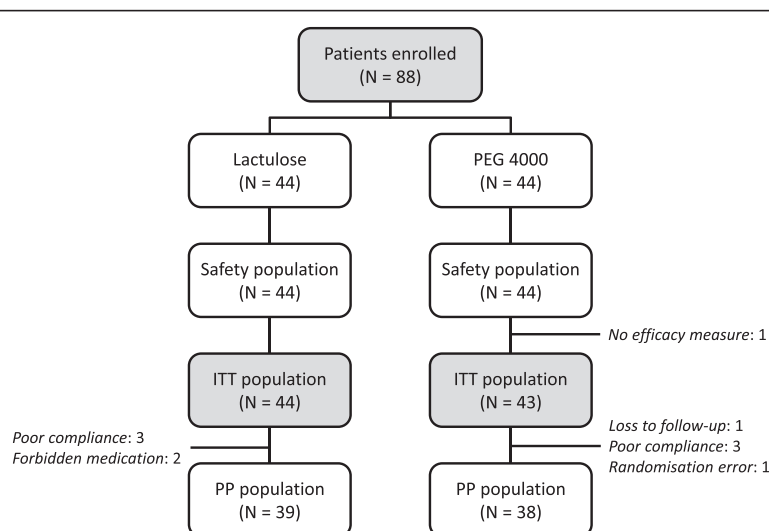 Patients enrolled
(N = 88)
Lactulose
(N = 44)
PEG 4000
(N = 44)
Safety population
(N = 44)
Safety population
(N = 44)
No efficacy measure: 1
ITT population
(N = 44)
ITT population
(N = 43)
Poor compliance: 3
Forbidden medication: 2
Loss to follow-up: 1
Poor compliance: 3
Randomisation error: 1
PP population
(N = 39)
PP population
(N = 38)